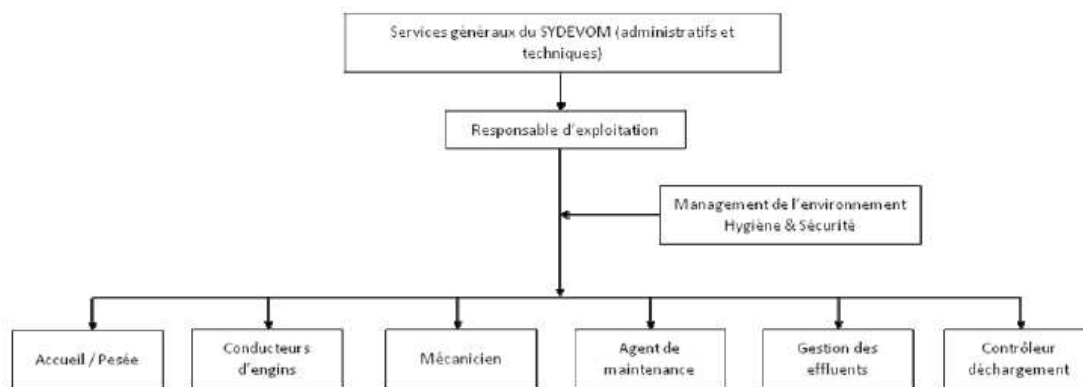 Services généraux du SYDEVOM (administratifs et
techniques)
Responsable d'exploitation
Management de l'environnement
Hygiène & Sécurité
Accueil / Pesée
Conducteurs
d'engins
Mécanicien
Agent de
maintenance
Gestion des
effluents
Contrôleur
déchargement